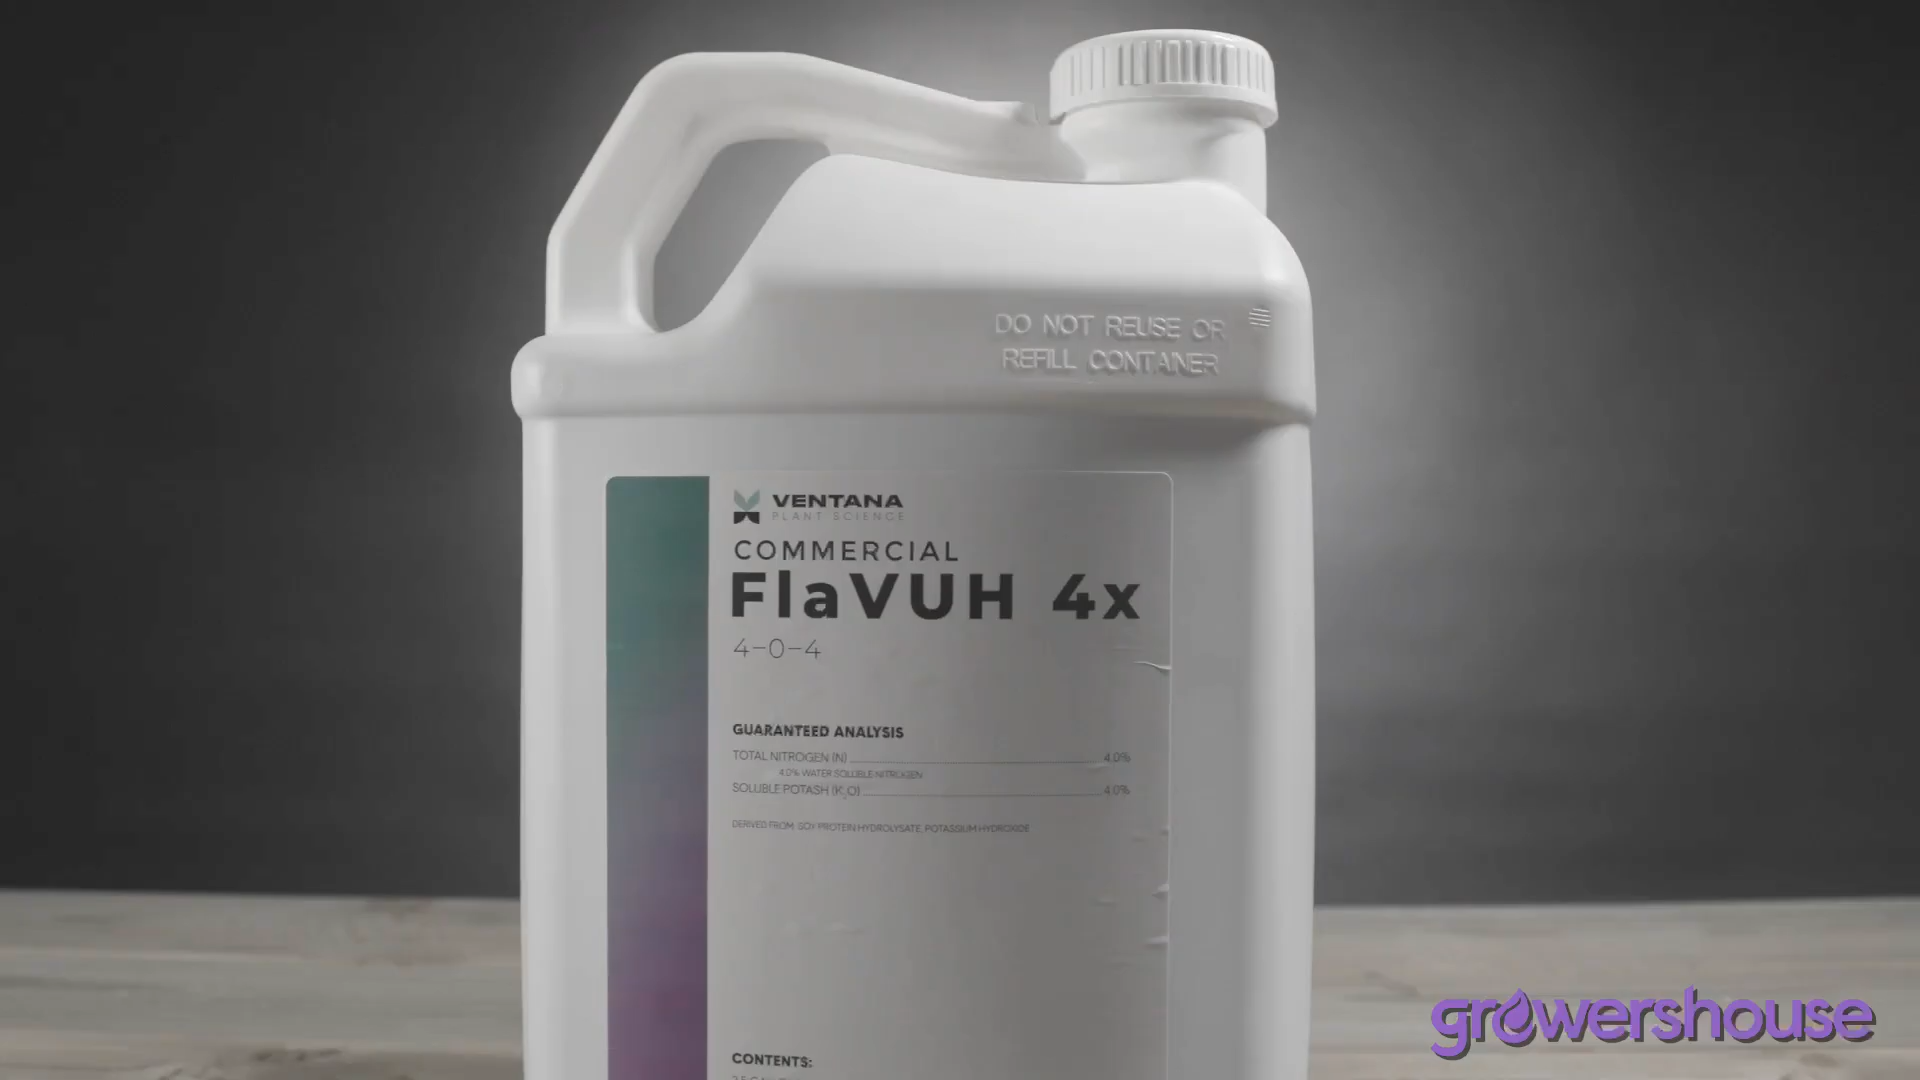 DO NOT REUSE OR
REFILL CONTAINER
VENTANA
PLANT SCIENCE
COMMERCIAL
FlaVUH 4x
4-0-4
GUARANTEED ANALYSIS
TOTAL NITROGEN (N) 4.0%
4.0% WATER SOLUBLE NITROGEN
SOLUBLE POTASH (K₂O) 4.0%
DERIVED FROM: SOY PROTEIN HYDROLYSATE, POTASSIUM HYDROXIDE
CONTENTS:
growershouse